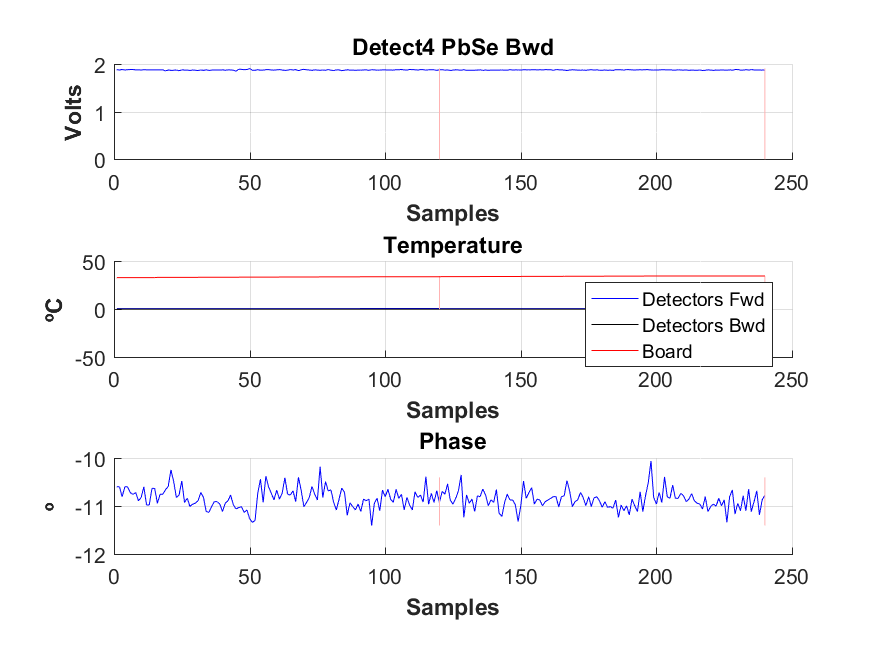 Detect4 PbSe Bwd
2
1
0
Volts
0 50 100 150 200 250
Samples
Temperature
50
0
-50
ºC
Detectors Fwd
Detectors Bwd
Board
0 50 100 150 200 250
Samples
Phase
-10
-11
-12
º
0 50 100 150 200 250
Samples